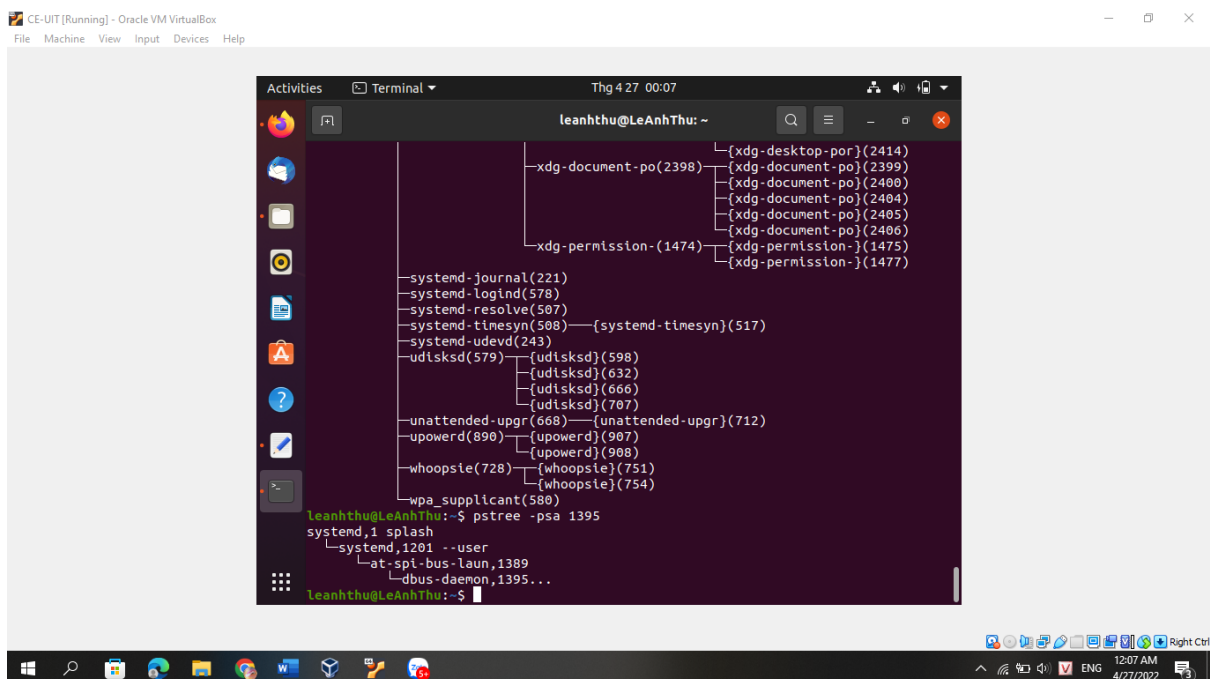 CE-UIT [Running] - Oracle VM VirtualBox
File Machine View Input Devices Help
Activities Terminal Thg 4 27 00:07
leanhthu@LeAnhThu: ~
└─{xdg-desktop-por}(2414)
├─xdg-document-po(2398)─┬─{xdg-document-po}(2399)
├─{xdg-document-po}(2400)
├─{xdg-document-po}(2404)
├─{xdg-document-po}(2405)
└─{xdg-document-po}(2406)
└─xdg-permission-(1474)─┬─{xdg-permission-}(1475)
└─{xdg-permission-}(1477)
├─systemd-journal(221)
├─systemd-logind(578)
├─systemd-resolve(507)
├─systemd-timesyn(508)───{systemd-timesyn}(517)
├─systemd-udevd(243)
├─udisksd(579)─┬─{udisksd}(598)
├─{udisksd}(632)
├─{udisksd}(666)
└─{udisksd}(707)
├─unattended-upgr(668)───{unattended-upgr}(712)
├─upowerd(890)─┬─{upowerd}(907)
└─{upowerd}(908)
├─whoopsie(728)─┬─{whoopsie}(751)
└─{whoopsie}(754)
└─wpa_supplicant(580)
leanhthu@LeAnhThu:~$ pstree -psa 1395
systemd,1 splash
└─systemd,1201 --user
└─at-spi-bus-laun,1389
└─dbus-daemon,1395...
leanhthu@LeAnhThu:~$
Right Ctrl
V ENG 12:07 AM
4/27/2022